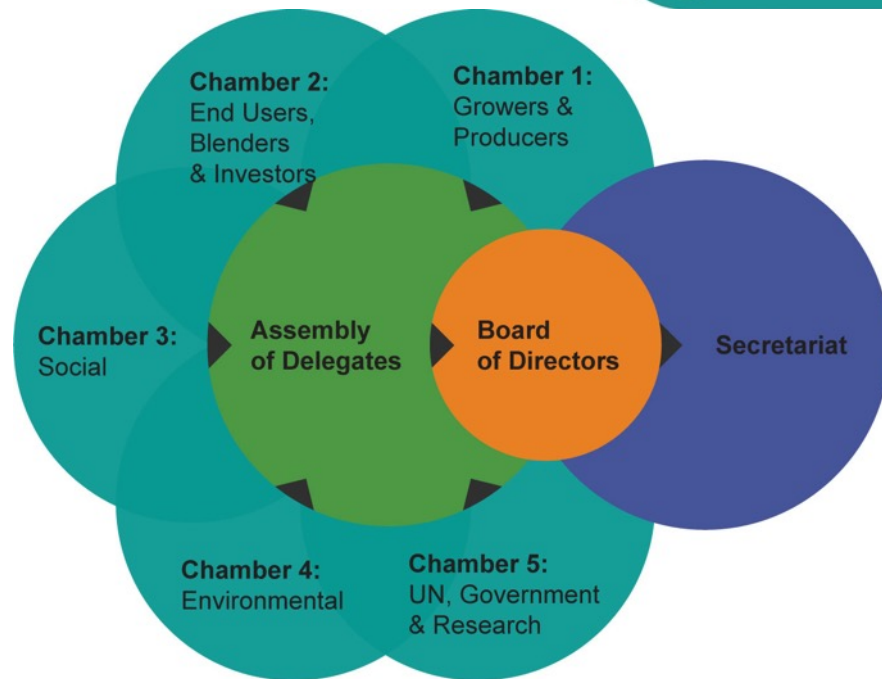 Chamber 2:
End Users,
Blenders
& Investors
Chamber 1:
Growers &
Producers
Chamber 3:
Social
Assembly
of Delegates
Board
of Directors
Secretariat
Chamber 4:
Environmental
Chamber 5:
UN, Government
& Research